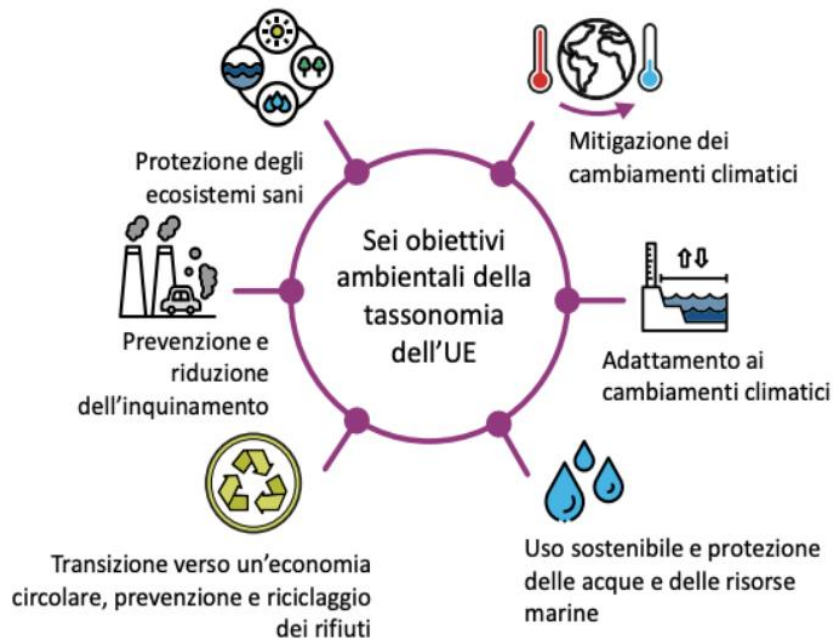 Sei obiettivi
ambientali della
tassonomia
dell'UE
Mitigazione dei
cambiamenti climatici
Adattamento ai
cambiamenti climatici
Uso sostenibile e protezione
delle acque e delle risorse
marine
Transizione verso un'economia
circolare, prevenzione e riciclaggio
dei rifiuti
Prevenzione e
riduzione
dell'inquinamento
Protezione degli
ecosistemi sani